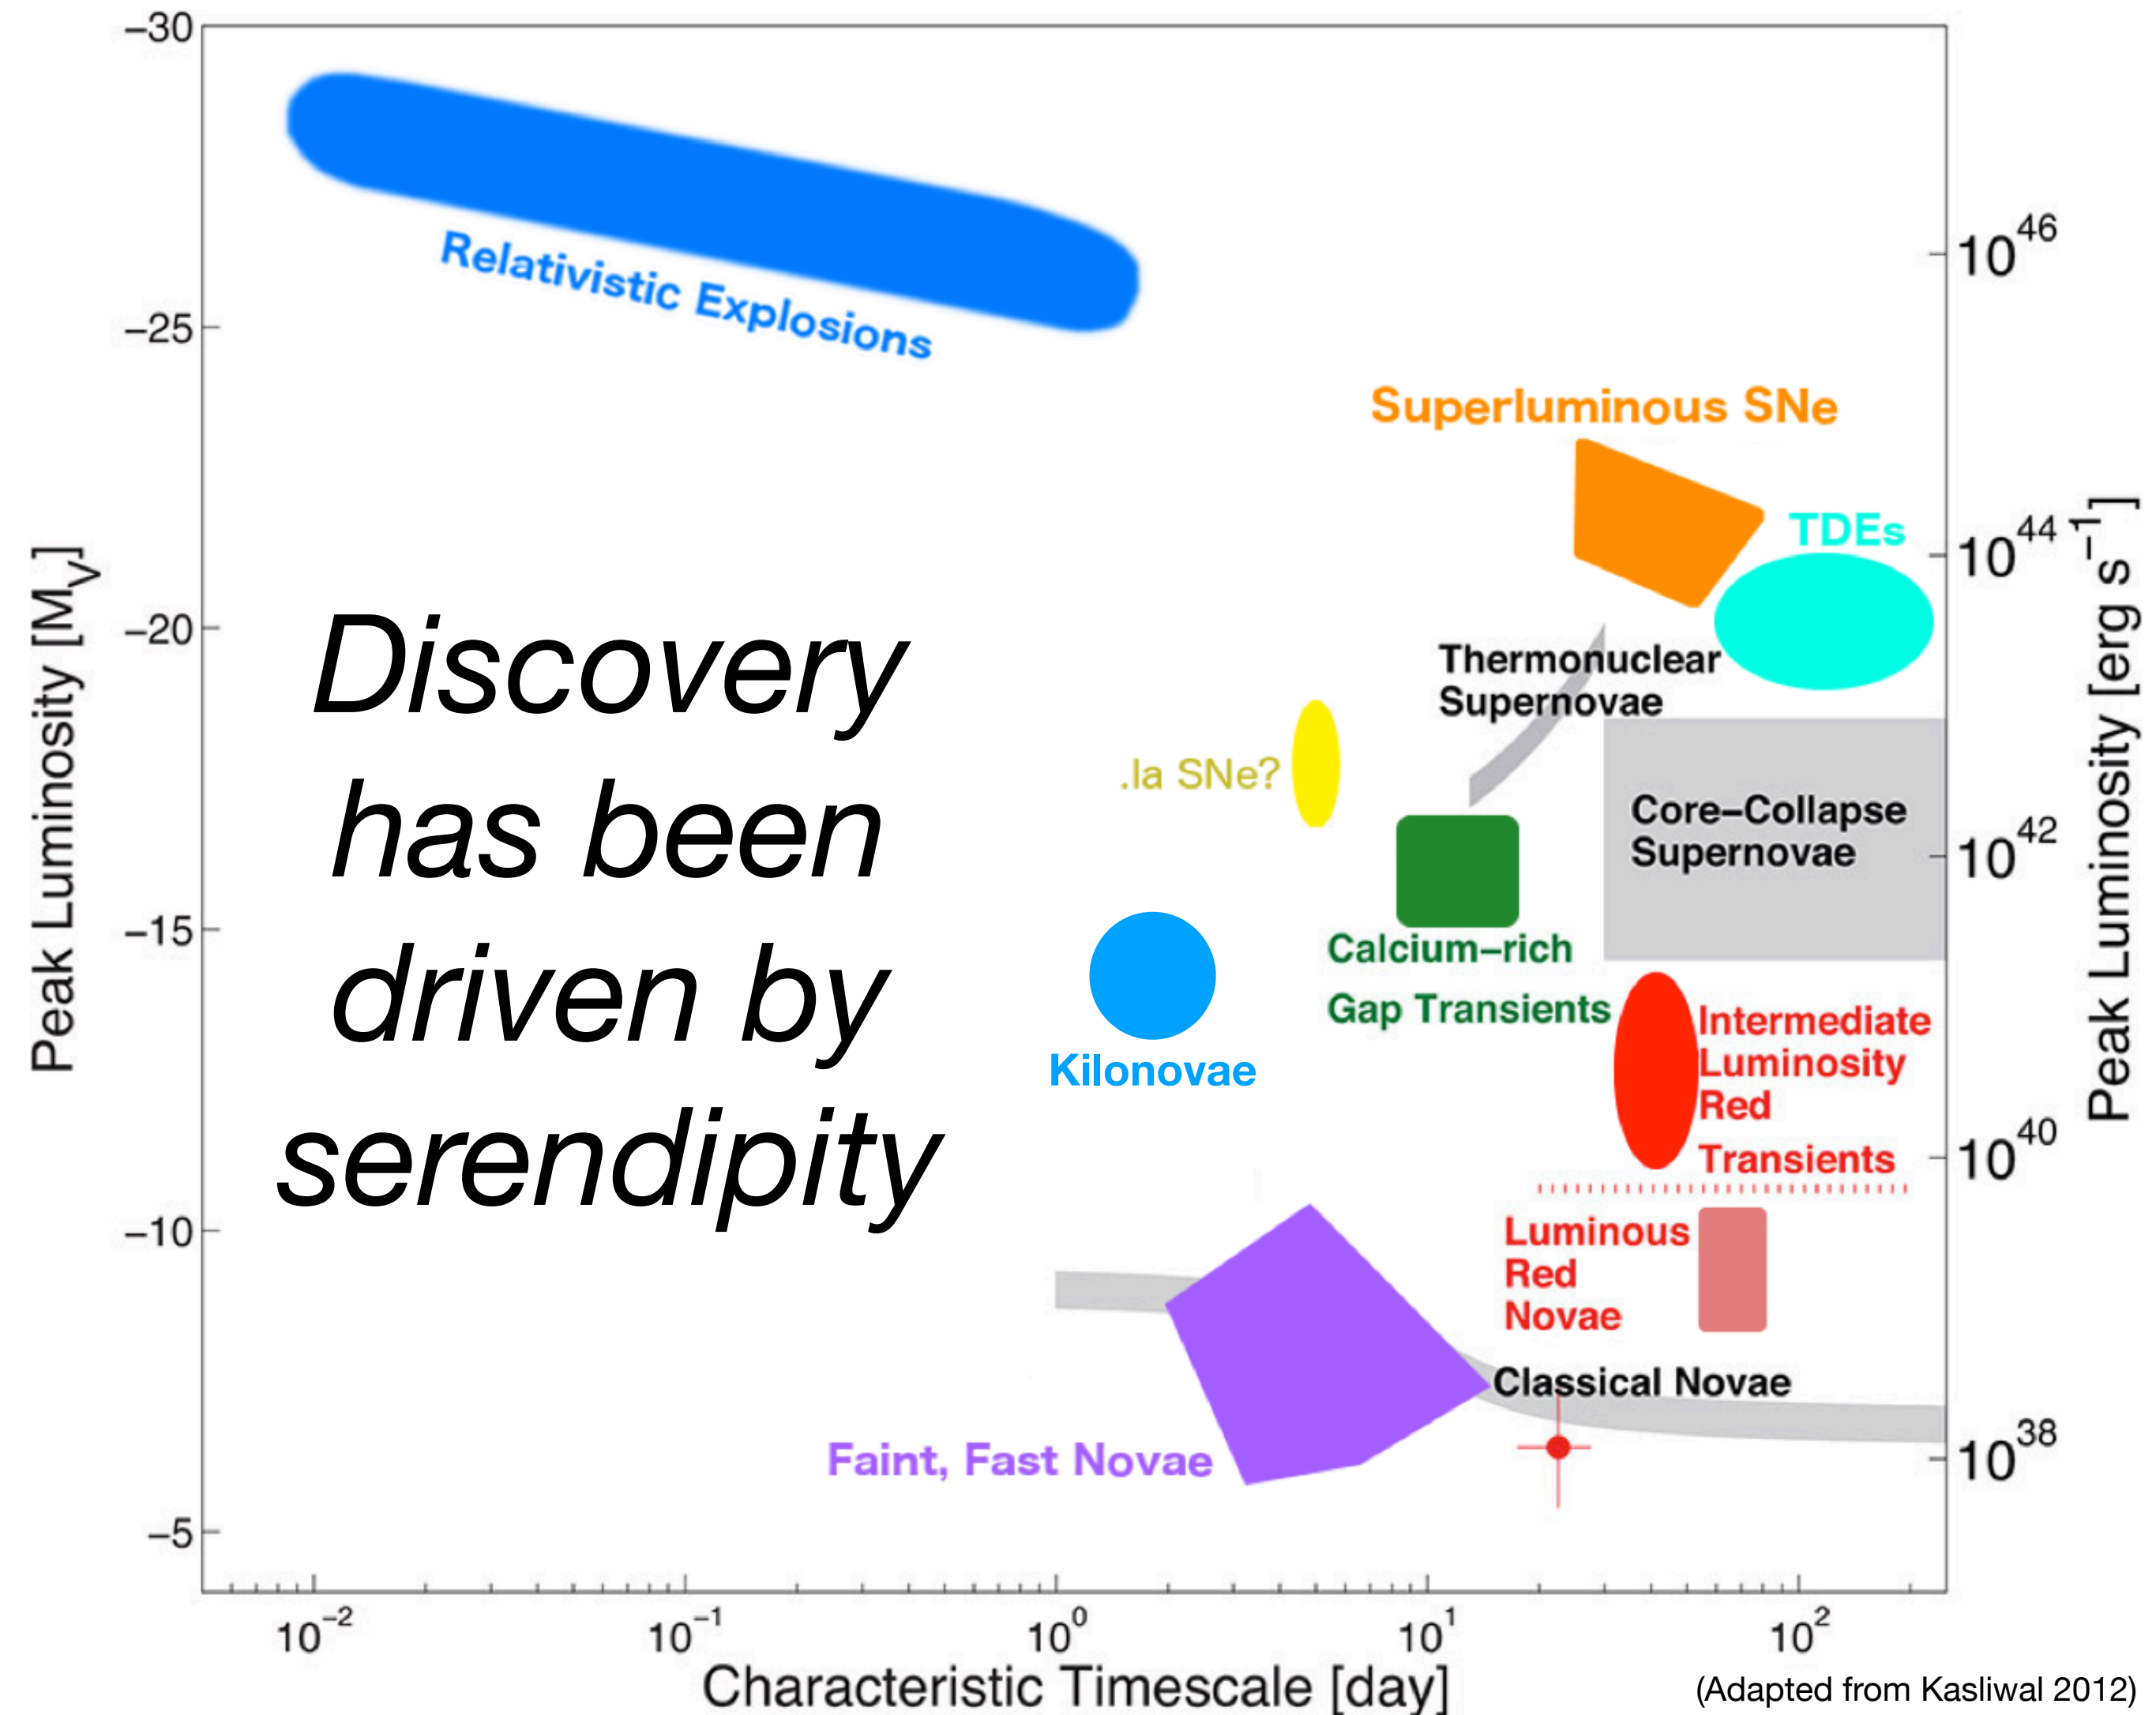 −30
−25
−20
−15
−10
−5
Peak Luminosity [M_V]
Relativistic Explosions
Discovery
has been
driven by
serendipity
Superluminous SNe
TDEs
Thermonuclear
Supernovae
.Ia SNe?
Core−Collapse
Supernovae
Calcium−rich
Gap Transients
Kilonovae
Intermediate
Luminosity
Red
Transients
Luminous
Red
Novae
Classical Novae
Faint, Fast Novae
10^46
10^44
10^42
10^40
10^38
Peak Luminosity [erg s^−1]
10^−2 10^−1 10^0 10^1 10^2
Characteristic Timescale [day]
(Adapted from Kasliwal 2012)